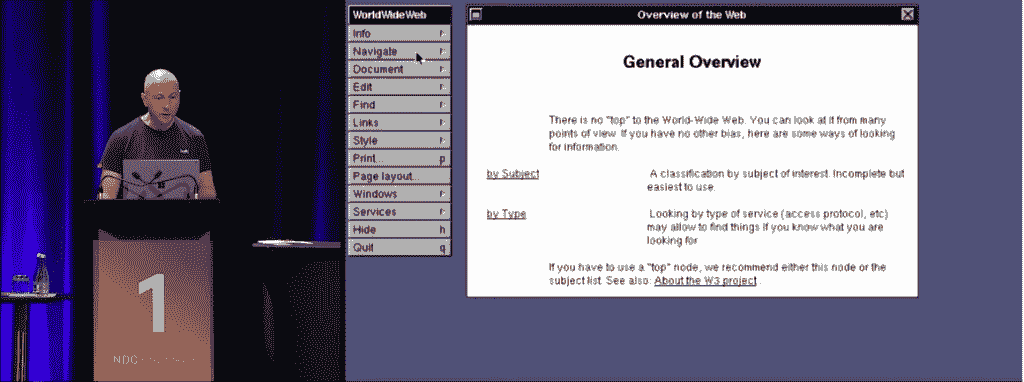 1
NDC
WorldWideWeb
Info
Navigate
Document
Edit
Find
Links
Style
Print... p
Page layout...
Windows
Services
Hide h
Quit q
Overview of the Web
General Overview
There is no "top" to the World-Wide Web. You can look at it from many
points of view. If you have no other bias, here are some ways of looking
for information.
by Subject A classification by subject of interest. Incomplete but
easiest to use.
by Type Looking by type of service (access protocol, etc)
may allow to find things if you know what you are
looking for.
If you have to use a "top" node, we recommend either this node or the
subject list. See also: About the W3 project .